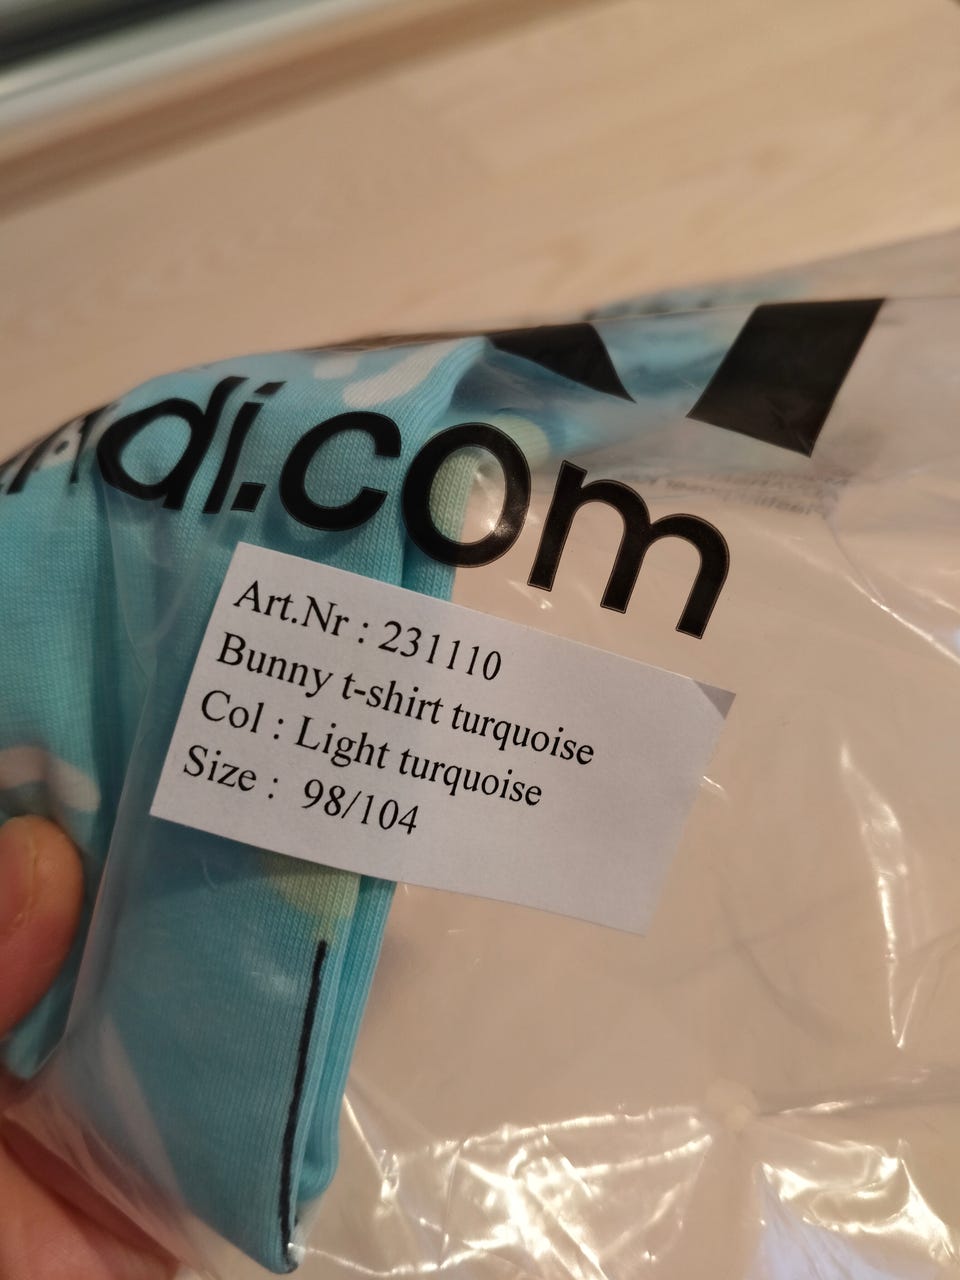 di.com
Art.Nr : 231110
Bunny t-shirt turquoise
Col : Light turquoise
Size : 98/104